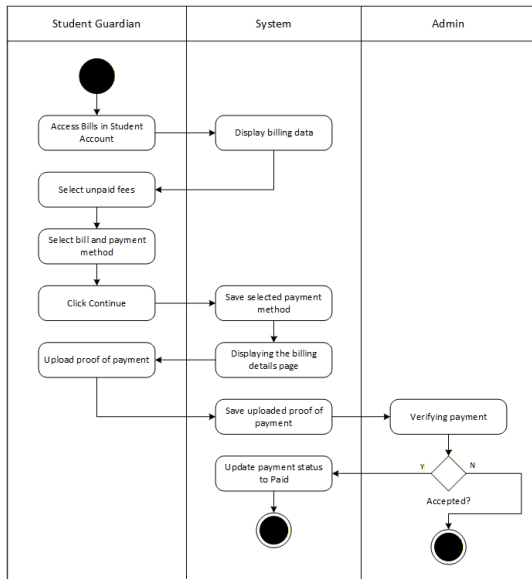 Student Guardian
System
Admin
Access Bills in Student
Account
Display billing data
Select unpaid fees
Select bill and payment
method
Click Continue
Save selected payment
method
Upload proof of payment
Displaying the billing
details page
Save uploaded proof of
payment
Verifying payment
Update payment status
to Paid
Y
N
Accepted?